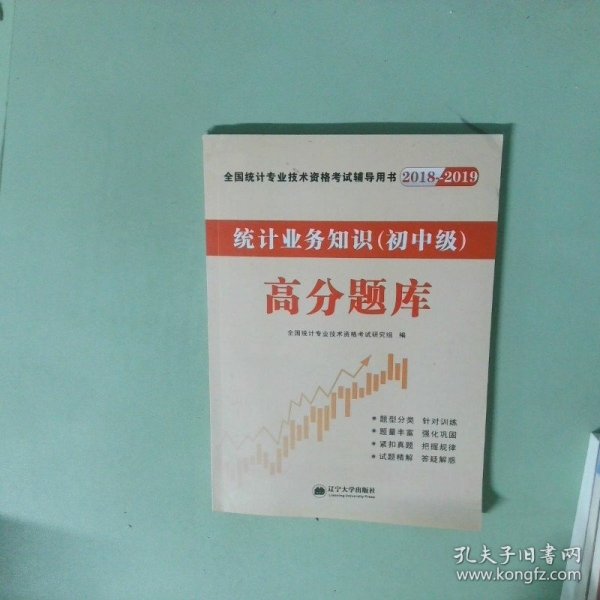 全国统计专业技术资格考试辅导用书 2018~2019
统计业务知识(初中级)
高分题库
全国统计专业技术资格考试研究组 编
题型分类 针对训练
题量丰富 强化巩固
紧扣真题 把握规律
试题精解 答疑解惑
辽宁大学出版社
Liaoning University Press
孔夫子旧书网
www.kongfz.com